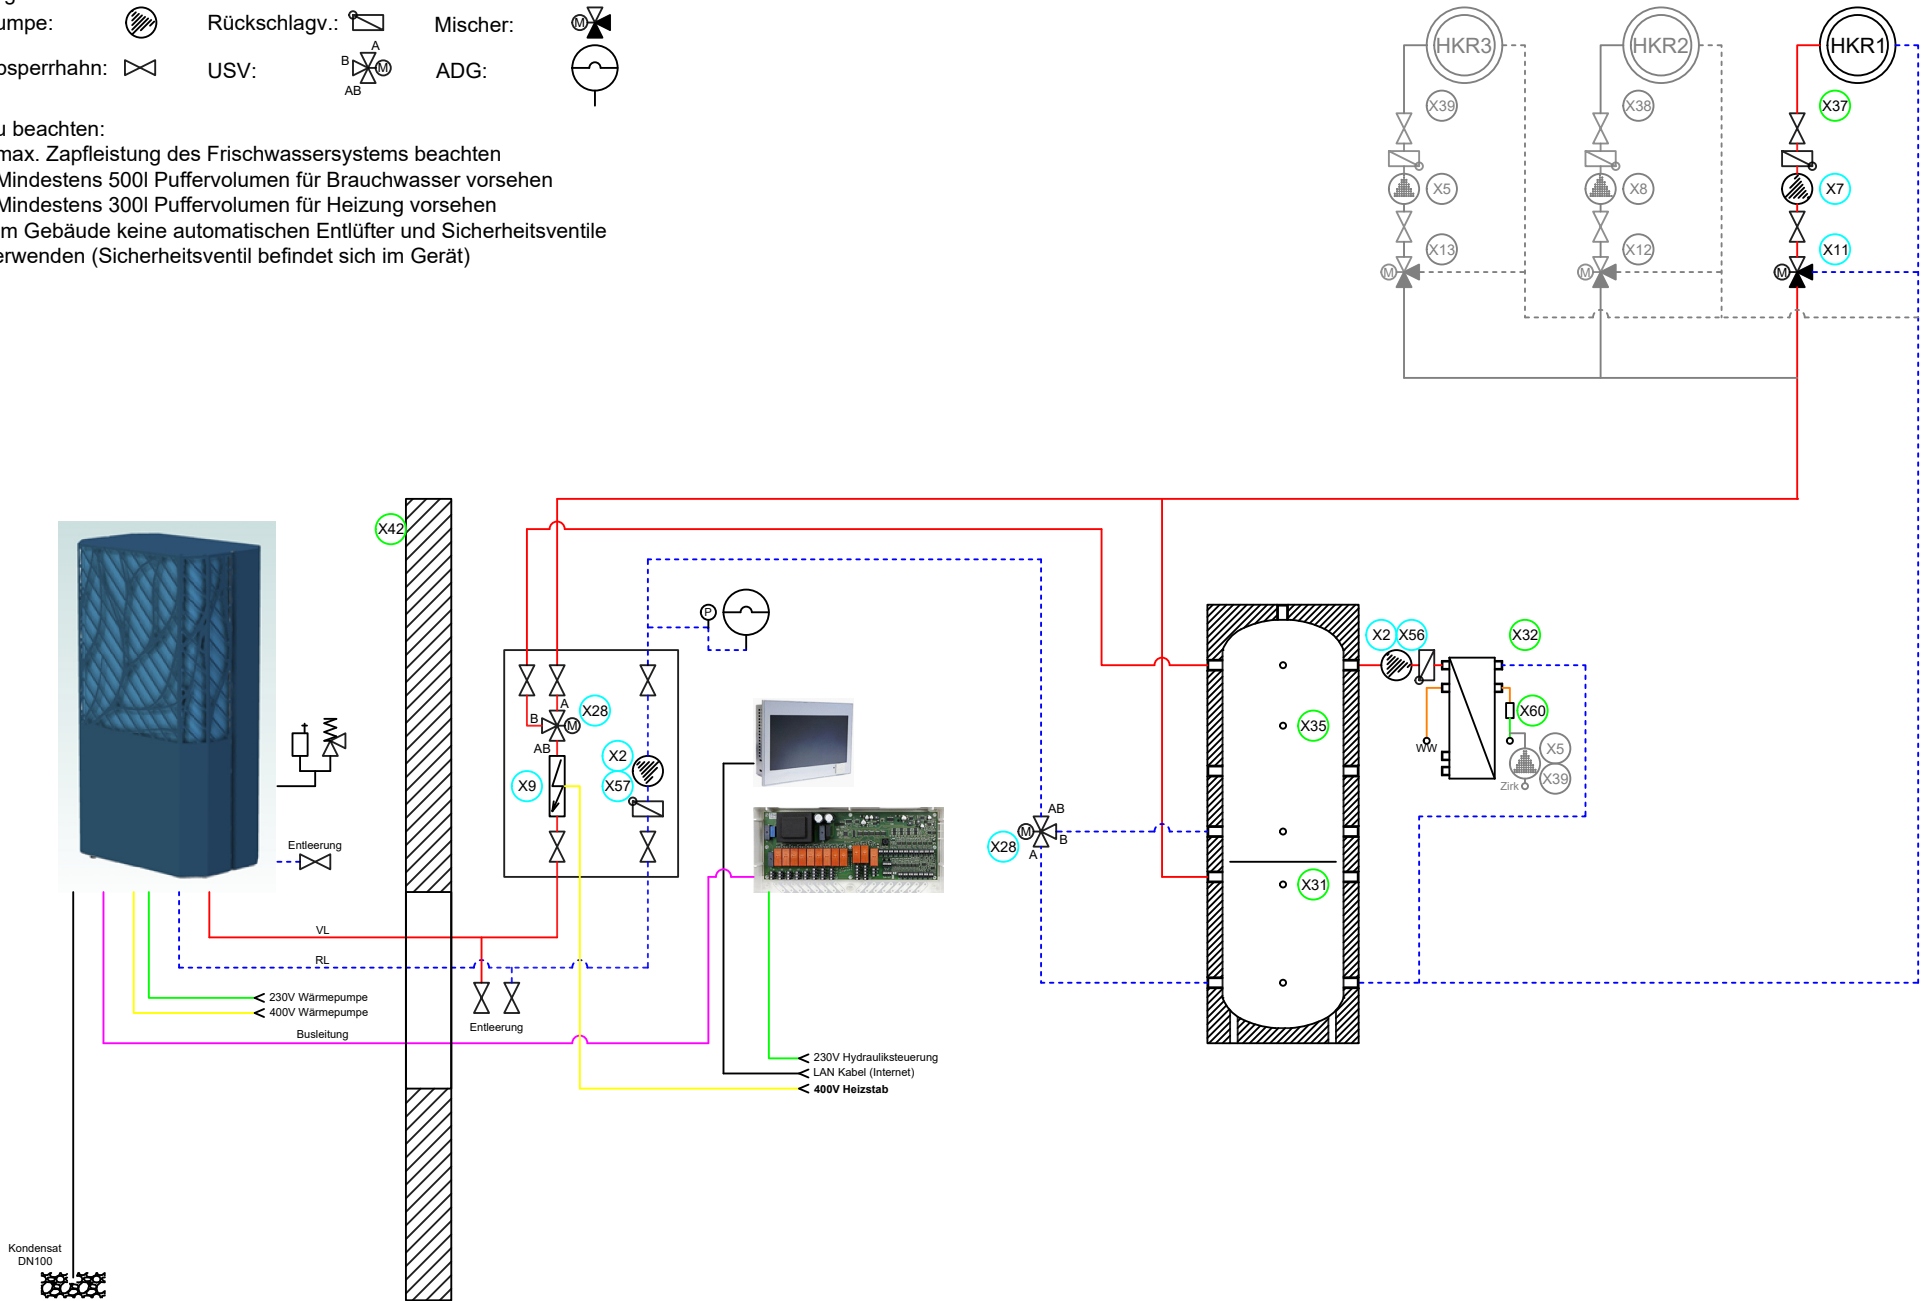 umpe: Rückschlagv.: Mischer:
M
bsperrhahn: USV: ADG:
A
B M
AB
u beachten:
max. Zapfleistung des Frischwassersystems beachten
Mindestens 500l Puffervolumen für Brauchwasser vorsehen
Mindestens 300l Puffervolumen für Heizung vorsehen
m Gebäude keine automatischen Entlüfter und Sicherheitsventile
erwenden (Sicherheitsventil befindet sich im Gerät)
HKR3 HKR2 HKR1
X39 X38 X37
X5 X8 X7
X13 X12 X11
M M M
X42
P
A
B M X28
AB
X2
X9 X57
X2 X56 X32
X35
X60
WW
X5
X39
Zirk
AB
M B
X28 A
X31
Entleerung
VL
RL
230V Wärmepumpe
400V Wärmepumpe
Busleitung
Entleerung
230V Hydrauliksteuerung
LAN Kabel (Internet)
400V Heizstab
Kondensat
DN100